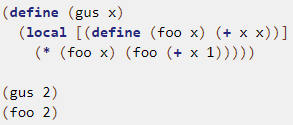 (define (gus x)
  (local [(define (foo x) (+ x x))]
    (* (foo x) (foo (+ x 1)))))

(gus 2)
(foo 2)